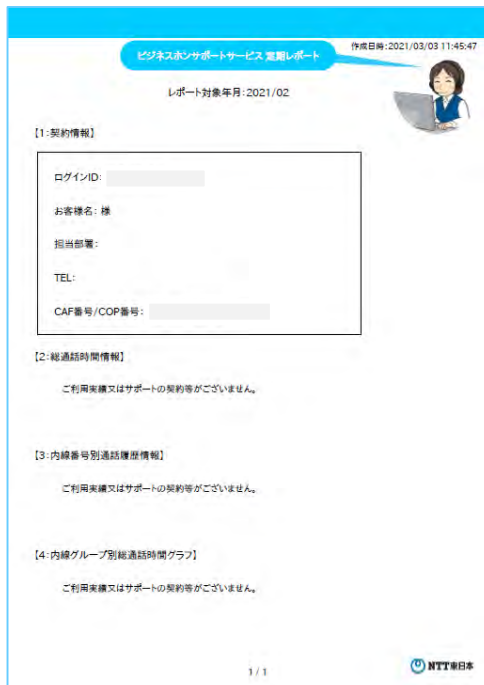 作成日時:2021/03/03 11:45:47
ビジネスホンサポートサービス 定期レポート
レポート対象年月:2021/02
【1:契約情報】
ログインID:
お客様名: 様
担当部署:
TEL:
CAF番号/COP番号:
【2:総通話時間情報】
ご利用実績又はサポートの契約等がございません。
【3:内線番号別通話履歴情報】
ご利用実績又はサポートの契約等がございません。
【4:内線グループ別総通話時間グラフ】
ご利用実績又はサポートの契約等がございません。
1 / 1
NTT東日本